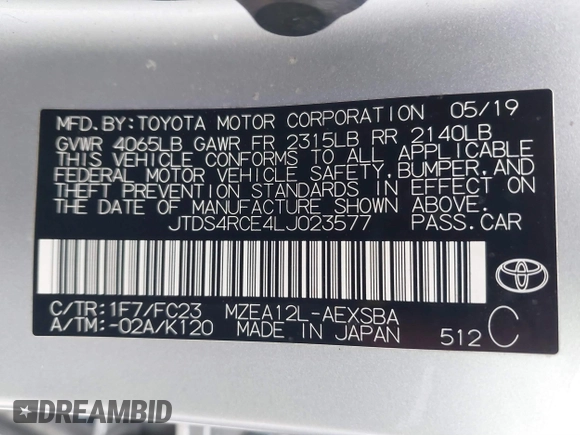 MFD.BY:TOYOTA MOTOR CORPORATION 05/19
GVWR 4065LB GAWR FR 2315LB RR 2140LB
THIS VEHICLE CONFORMS TO ALL APPLICABLE
FEDERAL MOTOR VEHICLE SAFETY,BUMPER,AND
THEFT PREVENTION STANDARDS IN EFFECT ON
THE DATE OF MANUFACTURE SHOWN ABOVE.
JTDS4RCE4LJ023577 PASS.CAR
C/TR:1F7/FC23 MZEA12L-AEXSBA
A/TM:-02A/K120 MADE IN JAPAN 512 C
DREAMBID